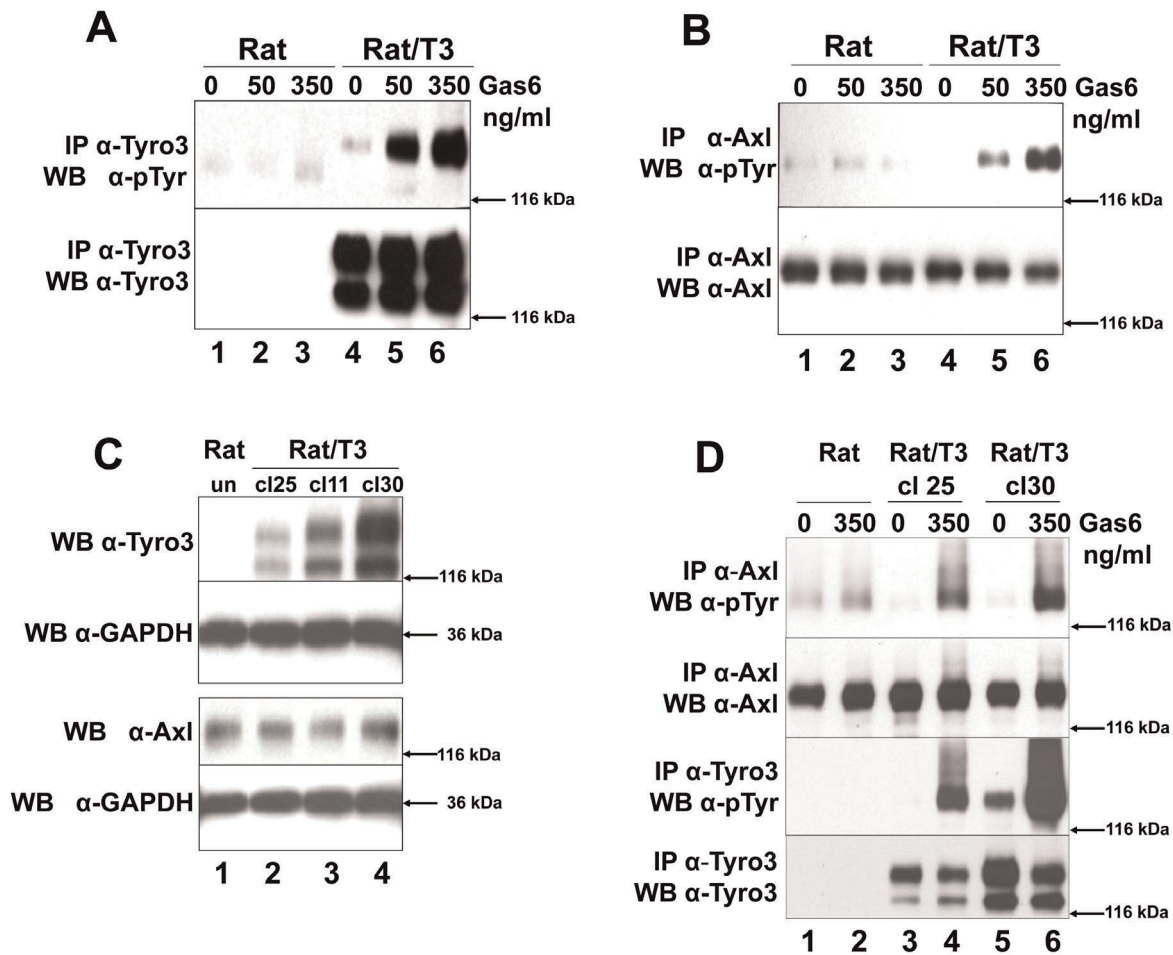 A
Rat Rat/T3
0 50 350 0 50 350 Gas6
ng/ml
IP α-Tyro3
WB α-pTyr
116 kDa
IP α-Tyro3
WB α-Tyro3
116 kDa
1 2 3 4 5 6
B
Rat Rat/T3
0 50 350 0 50 350 Gas6
ng/ml
IP α-Axl
WB α-pTyr
116 kDa
IP α-Axl
WB α-Axl
116 kDa
1 2 3 4 5 6
C
Rat Rat/T3
un cl25 cl11 cl30
WB α-Tyro3
116 kDa
WB α-GAPDH
36 kDa
WB α-Axl
116 kDa
WB α-GAPDH
36 kDa
1 2 3 4
D
Rat Rat/T3 Rat/T3
cl 25 cl30
0 350 0 350 0 350 Gas6
ng/ml
IP α-Axl
WB α-pTyr
116 kDa
IP α-Axl
WB α-Axl
116 kDa
IP α-Tyro3
WB α-pTyr
116 kDa
IP α-Tyro3
WB α-Tyro3
116 kDa
1 2 3 4 5 6